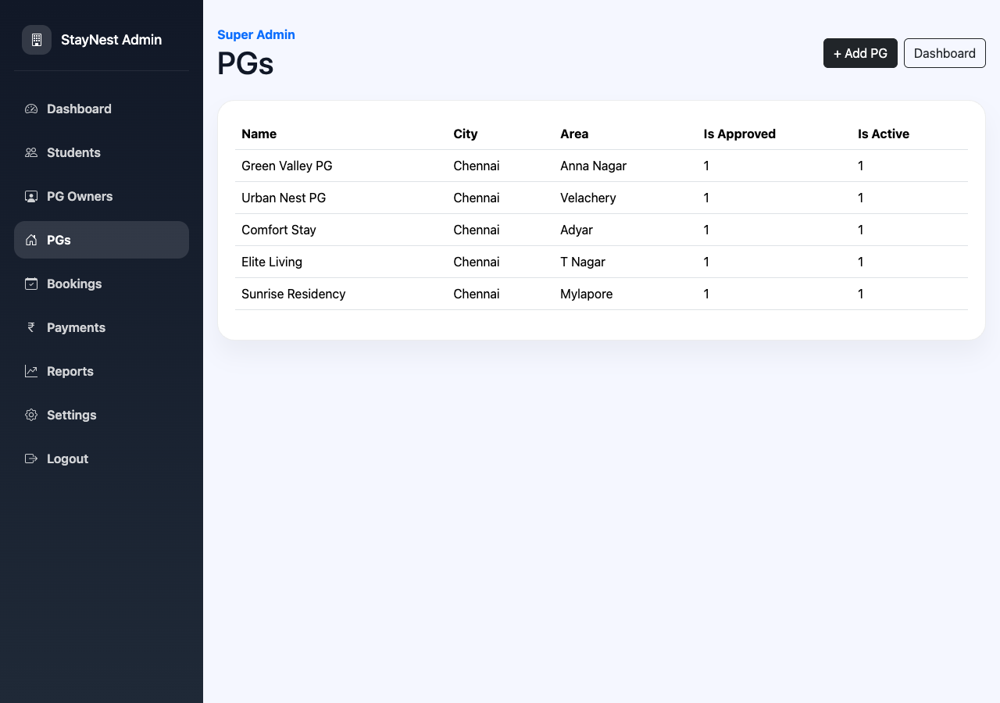 StayNest Admin
Dashboard
Students
PG Owners
PGs
Bookings
Payments
Reports
Settings
Logout
Super Admin
PGs
+ Add PG
Dashboard
Name City Area Is Approved Is Active
Green Valley PG Chennai Anna Nagar 1 1
Urban Nest PG Chennai Velachery 1 1
Comfort Stay Chennai Adyar 1 1
Elite Living Chennai T Nagar 1 1
Sunrise Residency Chennai Mylapore 1 1